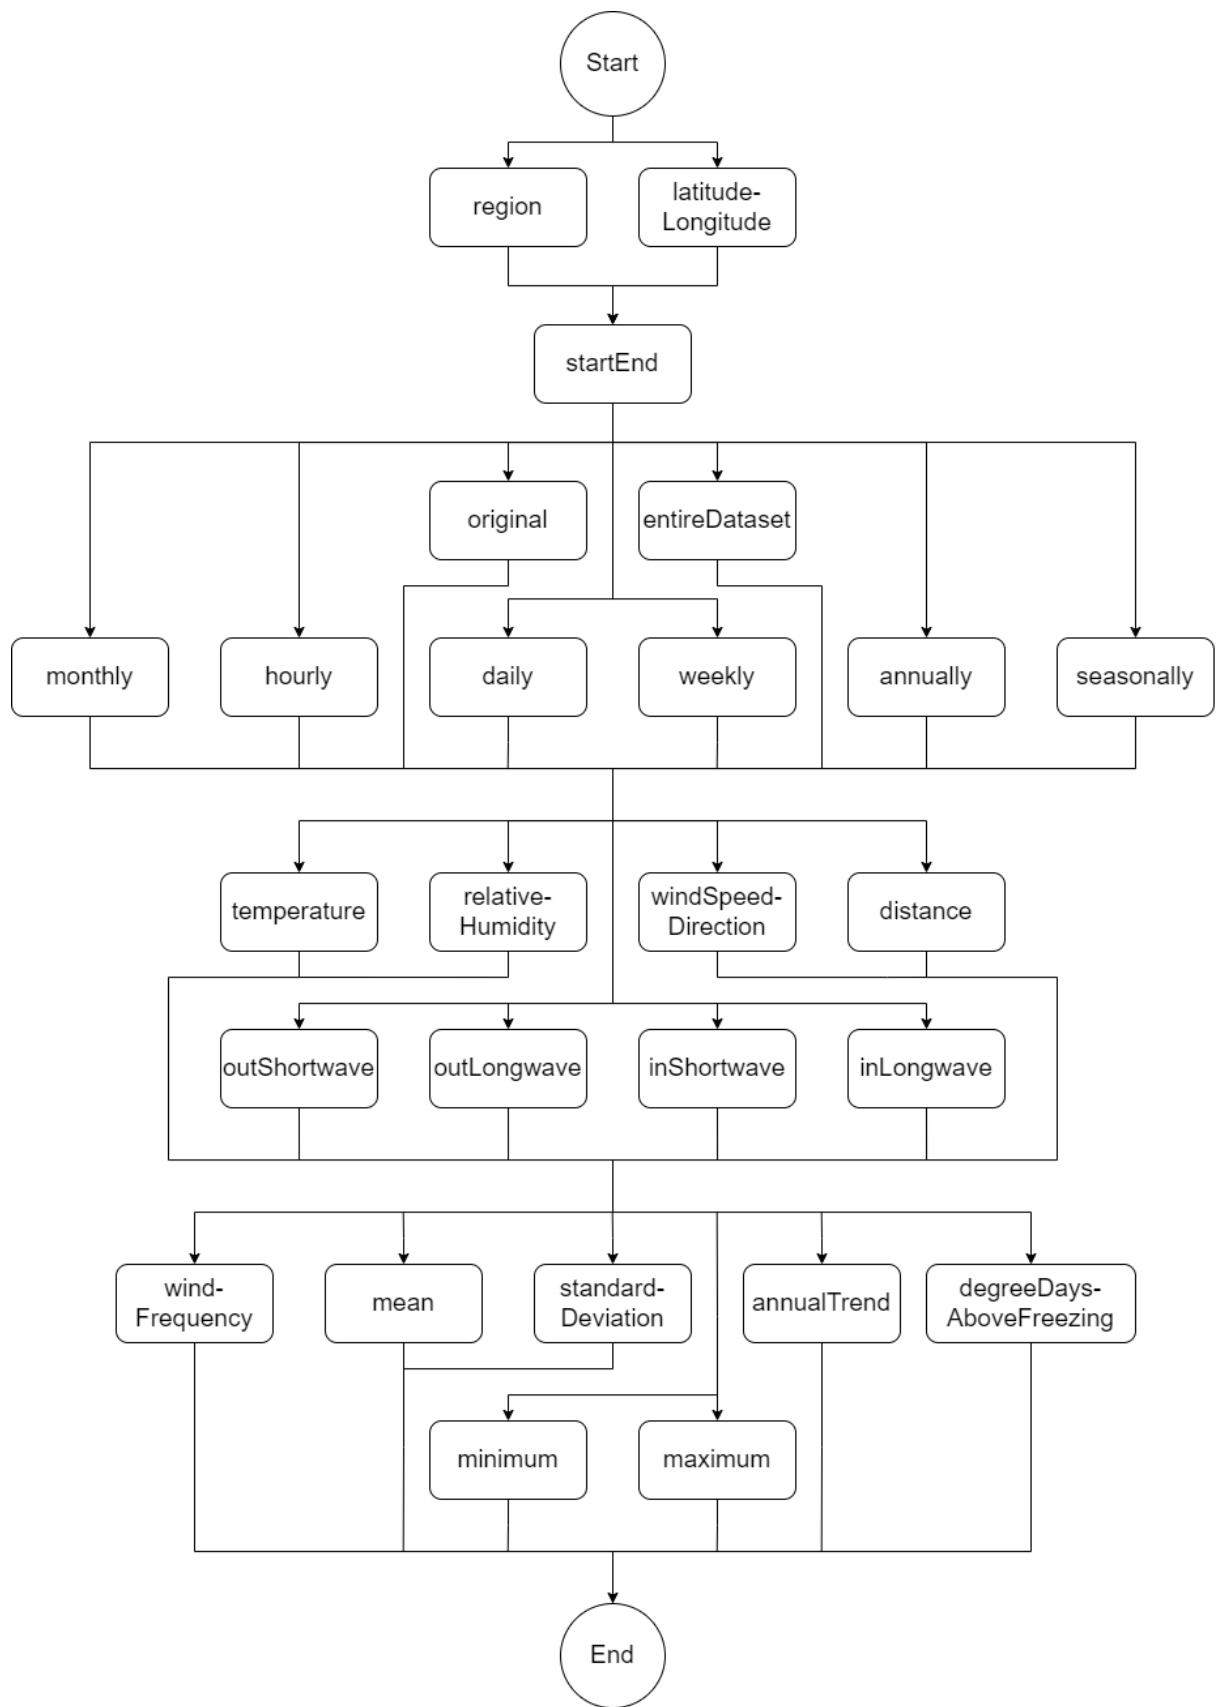 Start
region
latitude-
Longitude
startEnd
original
entireDataset
monthly
hourly
daily
weekly
annually
seasonally
temperature
relative-
Humidity
windSpeed-
Direction
distance
outShortwave
outLongwave
inShortwave
inLongwave
wind-
Frequency
mean
standard-
Deviation
annualTrend
degreeDays-
AboveFreezing
minimum
maximum
End